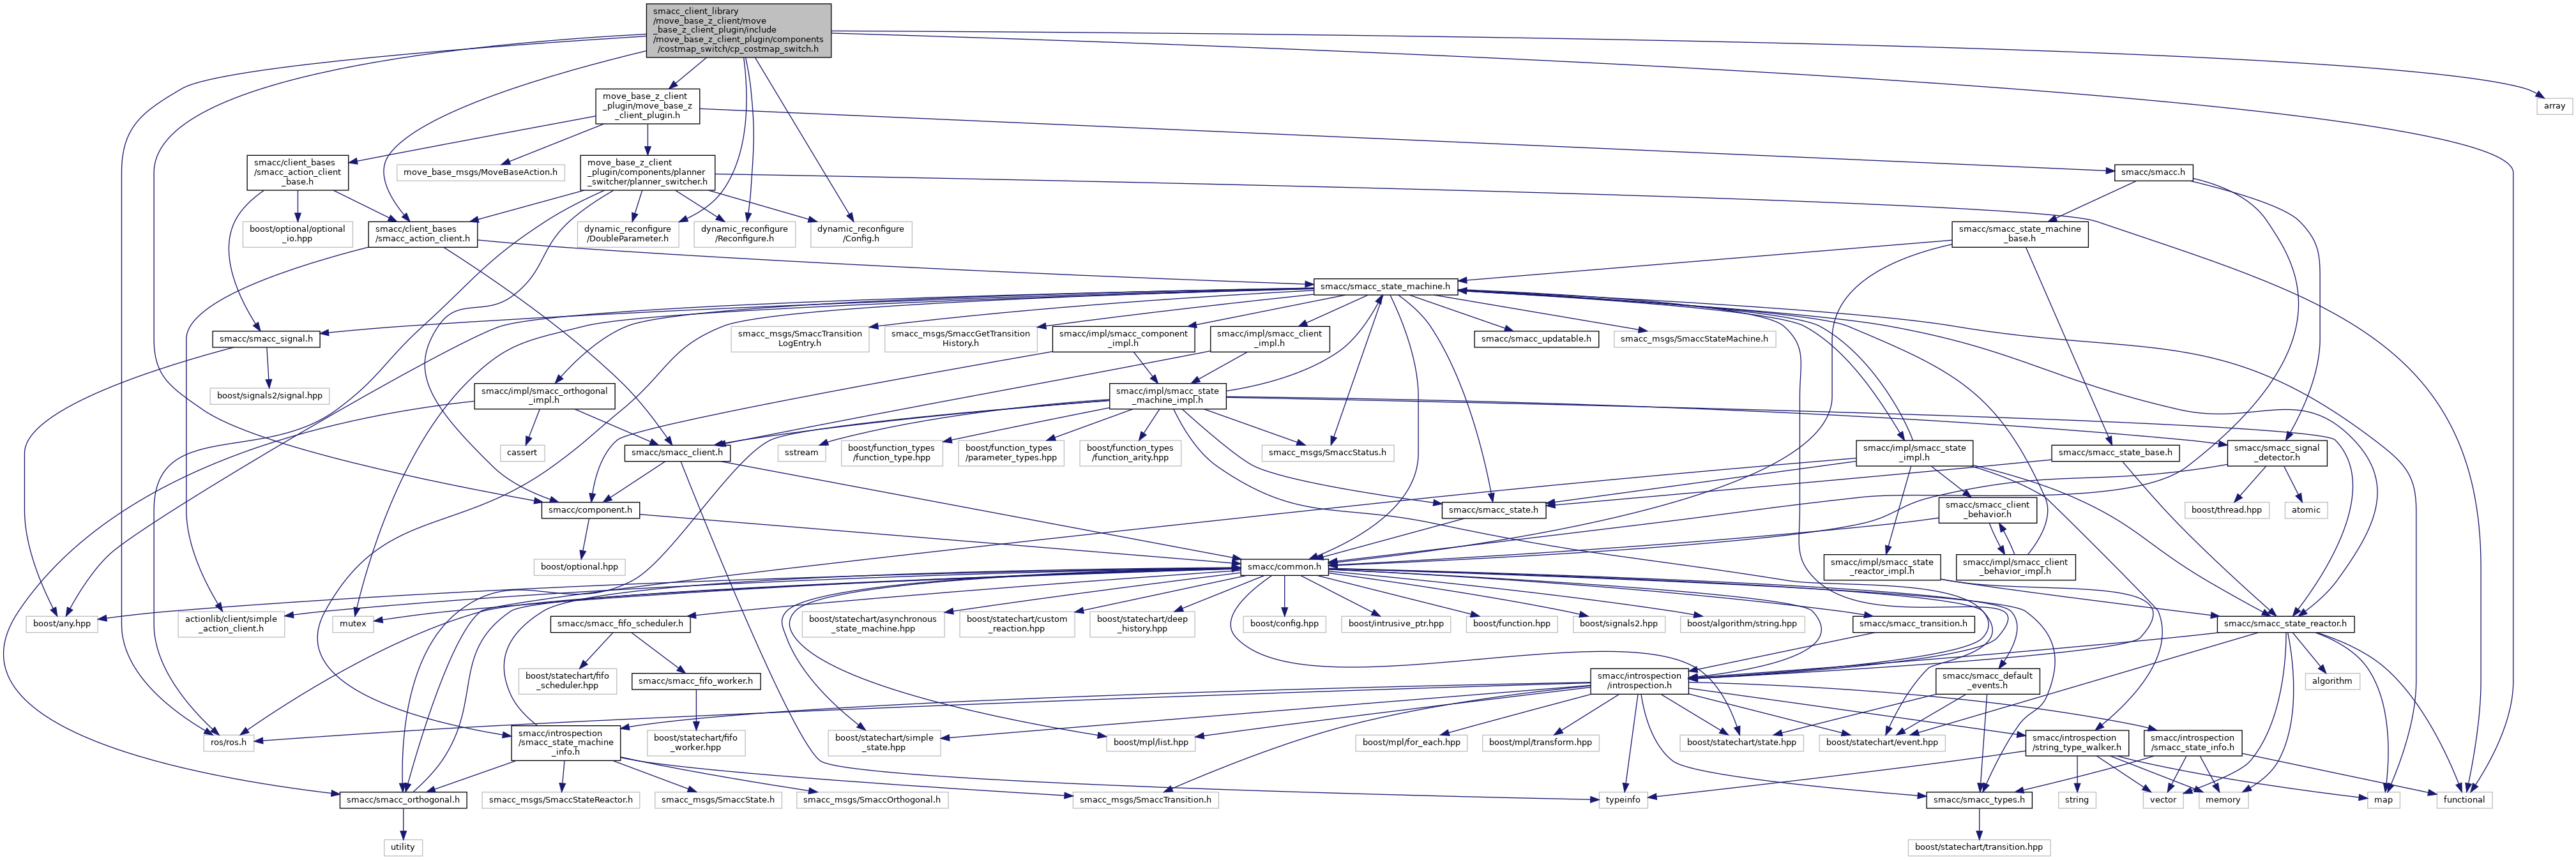 smacc_client_library
/move_base_z_client/move
_base_z_client_plugin/include
/move_base_z_client_plugin/components
/costmap_switch/cp_costmap_switch.h
move_base_z_client
_plugin/move_base_z
_client_plugin.h
array
smacc/client_bases
/smacc_action_client
_base.h
move_base_msgs/MoveBaseAction.h
move_base_z_client
_plugin/components/planner
_switcher/planner_switcher.h
smacc/smacc.h
boost/optional/optional
_io.hpp
smacc/client_bases
/smacc_action_client.h
dynamic_reconfigure
/DoubleParameter.h
dynamic_reconfigure
/Reconfigure.h
dynamic_reconfigure
/Config.h
smacc/smacc_state_machine
_base.h
smacc/smacc_state_machine.h
smacc/smacc_signal.h
smacc_msgs/SmaccTransition
LogEntry.h
smacc_msgs/SmaccGetTransition
History.h
smacc/impl/smacc_component
_impl.h
smacc/impl/smacc_client
_impl.h
smacc/smacc_updatable.h
smacc_msgs/SmaccStateMachine.h
boost/signals2/signal.hpp
smacc/impl/smacc_orthogonal
_impl.h
smacc/impl/smacc_state
_machine_impl.h
cassert
smacc/smacc_client.h
sstream
boost/function_types
/function_type.hpp
boost/function_types
/parameter_types.hpp
boost/function_types
/function_arity.hpp
smacc_msgs/SmaccStatus.h
smacc/impl/smacc_state
_impl.h
smacc/smacc_state_base.h
smacc/smacc_signal
_detector.h
smacc/component.h
smacc/smacc_state.h
smacc/smacc_client
_behavior.h
boost/thread.hpp
atomic
boost/optional.hpp
smacc/common.h
smacc/impl/smacc_state
_reactor_impl.h
smacc/impl/smacc_client
_behavior_impl.h
boost/any.hpp
actionlib/client/simple
_action_client.h
mutex
smacc/smacc_fifo_scheduler.h
boost/statechart/asynchronous
_state_machine.hpp
boost/statechart/custom
_reaction.hpp
boost/statechart/deep
_history.hpp
boost/config.hpp
boost/intrusive_ptr.hpp
boost/function.hpp
boost/signals2.hpp
boost/algorithm/string.hpp
smacc/smacc_transition.h
smacc/smacc_state_reactor.h
boost/statechart/fifo
_scheduler.hpp
smacc/smacc_fifo_worker.h
smacc/introspection
/introspection.h
smacc/smacc_default
_events.h
algorithm
ros/ros.h
smacc/introspection
/smacc_state_machine
_info.h
boost/statechart/fifo
_worker.hpp
boost/statechart/simple
_state.hpp
boost/mpl/list.hpp
boost/mpl/for_each.hpp
boost/mpl/transform.hpp
boost/statechart/state.hpp
boost/statechart/event.hpp
smacc/introspection
/string_type_walker.h
smacc/introspection
/smacc_state_info.h
smacc/smacc_orthogonal.h
smacc_msgs/SmaccStateReactor.h
smacc_msgs/SmaccState.h
smacc_msgs/SmaccOrthogonal.h
smacc_msgs/SmaccTransition.h
typeinfo
smacc/smacc_types.h
string
vector
memory
map
functional
utility
boost/statechart/transition.hpp